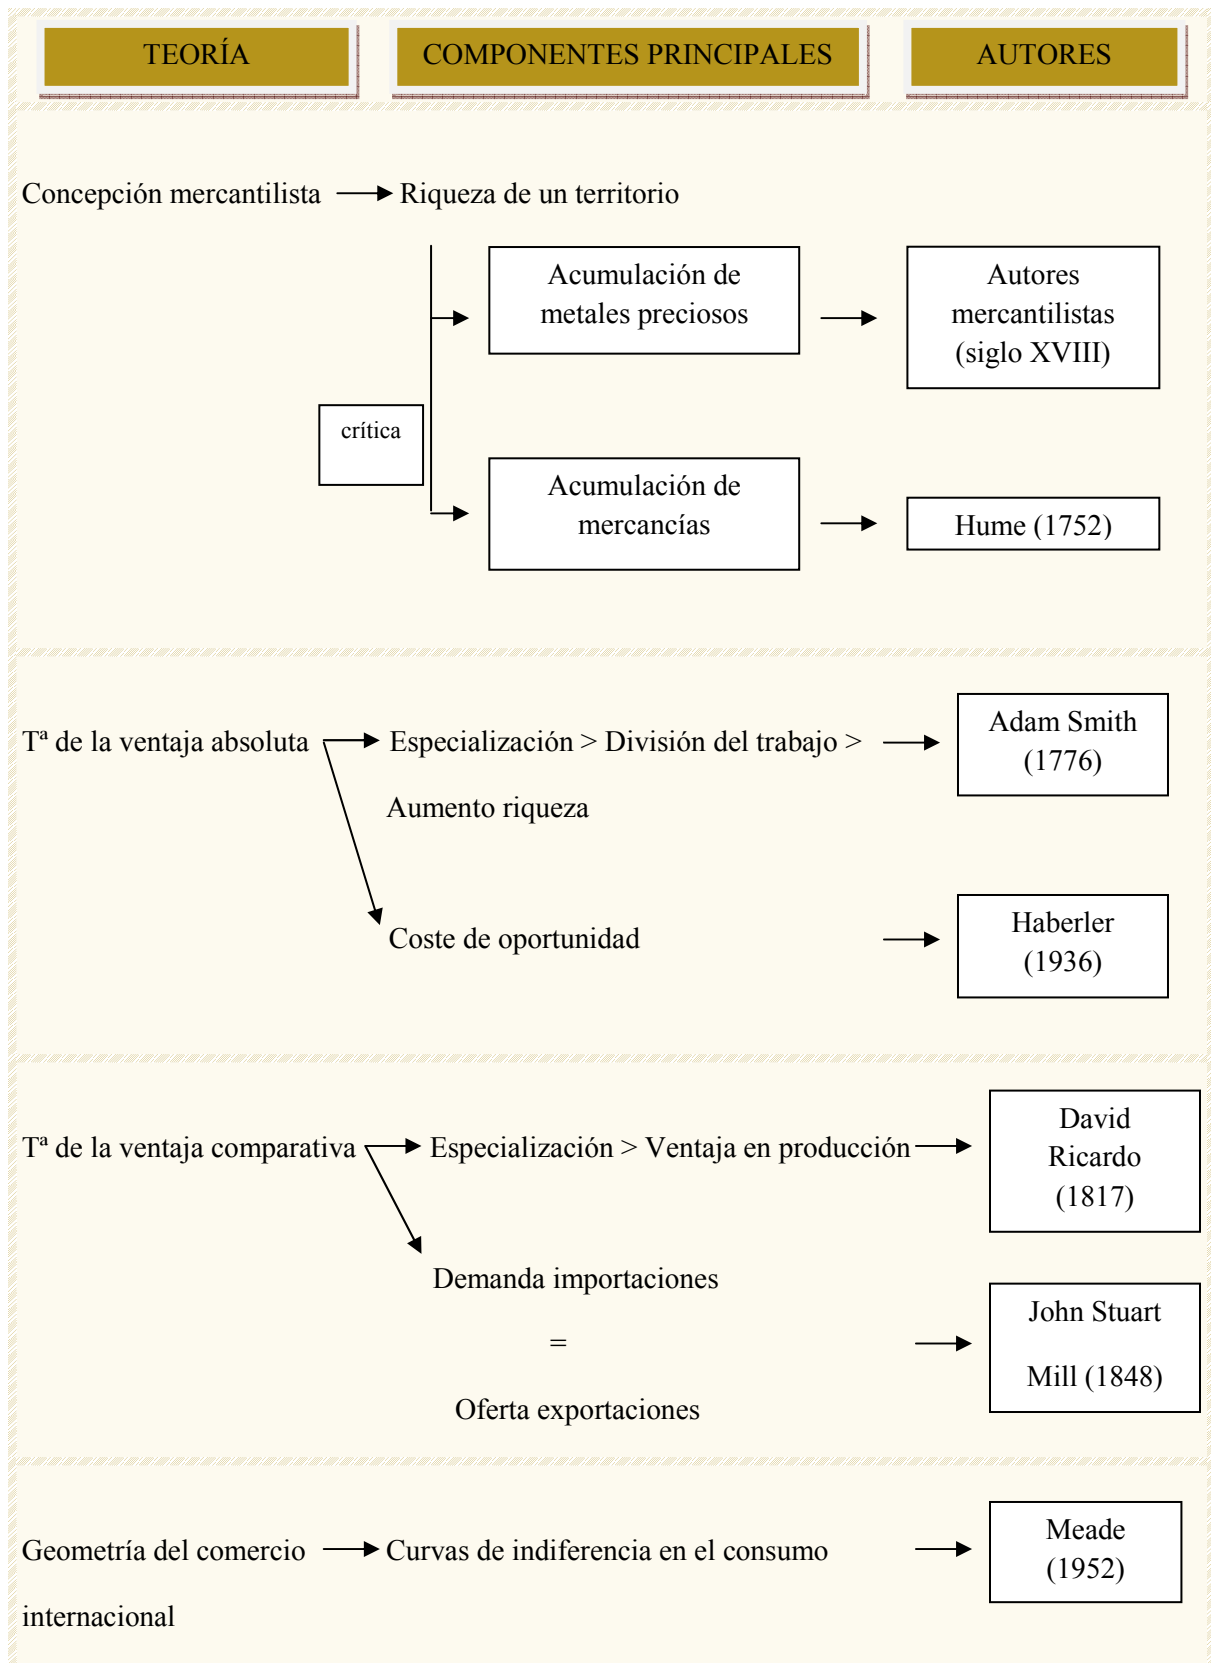 TEORÍA
COMPONENTES PRINCIPALES
AUTORES
Concepción mercantilista
Riqueza de un territorio
Acumulación de
metales preciosos
Autores
mercantilistas
(siglo XVIII)
crítica
Acumulación de
mercancías
Hume (1752)
Tª de la ventaja absoluta
Especialización > División del trabajo >
Aumento riqueza
Adam Smith
(1776)
Coste de oportunidad
Haberler
(1936)
Tª de la ventaja comparativa
Especialización > Ventaja en producción
David
Ricardo
(1817)
Demanda importaciones
=
Oferta exportaciones
John Stuart
Mill (1848)
Geometría del comercio
internacional
Curvas de indiferencia en el consumo
Meade
(1952)